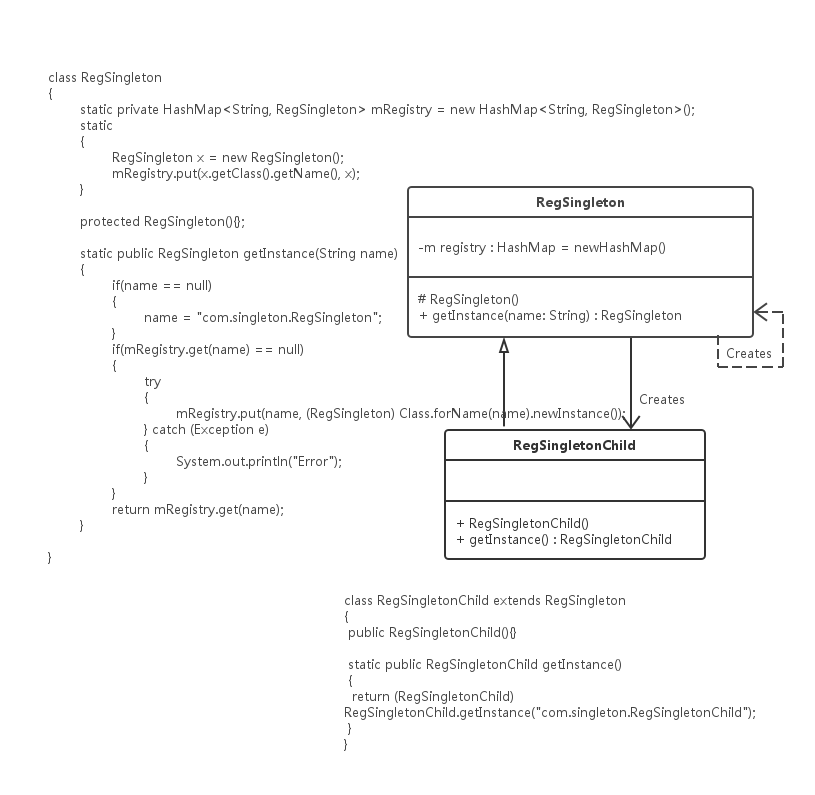 class RegSingleton
{
static private HashMap<String, RegSingleton> mRegistry = new HashMap<String, RegSingleton>();
static
{
RegSingleton x = new RegSingleton();
mRegistry.put(x.getClass().getName(), x);
}
protected RegSingleton(){};
static public RegSingleton getInstance(String name)
{
if(name == null)
{
name = "com.singleton.RegSingleton";
}
if(mRegistry.get(name) == null)
{
try
{
mRegistry.put(name, (RegSingleton) Class.forName(name).newInstance());
} catch (Exception e)
{
System.out.println("Error");
}
}
return mRegistry.get(name);
}
}
RegSingleton
-m registry : HashMap = newHashMap()
# RegSingleton()
+ getInstance(name: String) : RegSingleton
Creates
Creates
RegSingletonChild
+ RegSingletonChild()
+ getInstance() : RegSingletonChild
class RegSingletonChild extends RegSingleton
{
public RegSingletonChild(){}
static public RegSingletonChild getInstance()
{
return (RegSingletonChild)
RegSingletonChild.getInstance("com.singleton.RegSingletonChild");
}
}